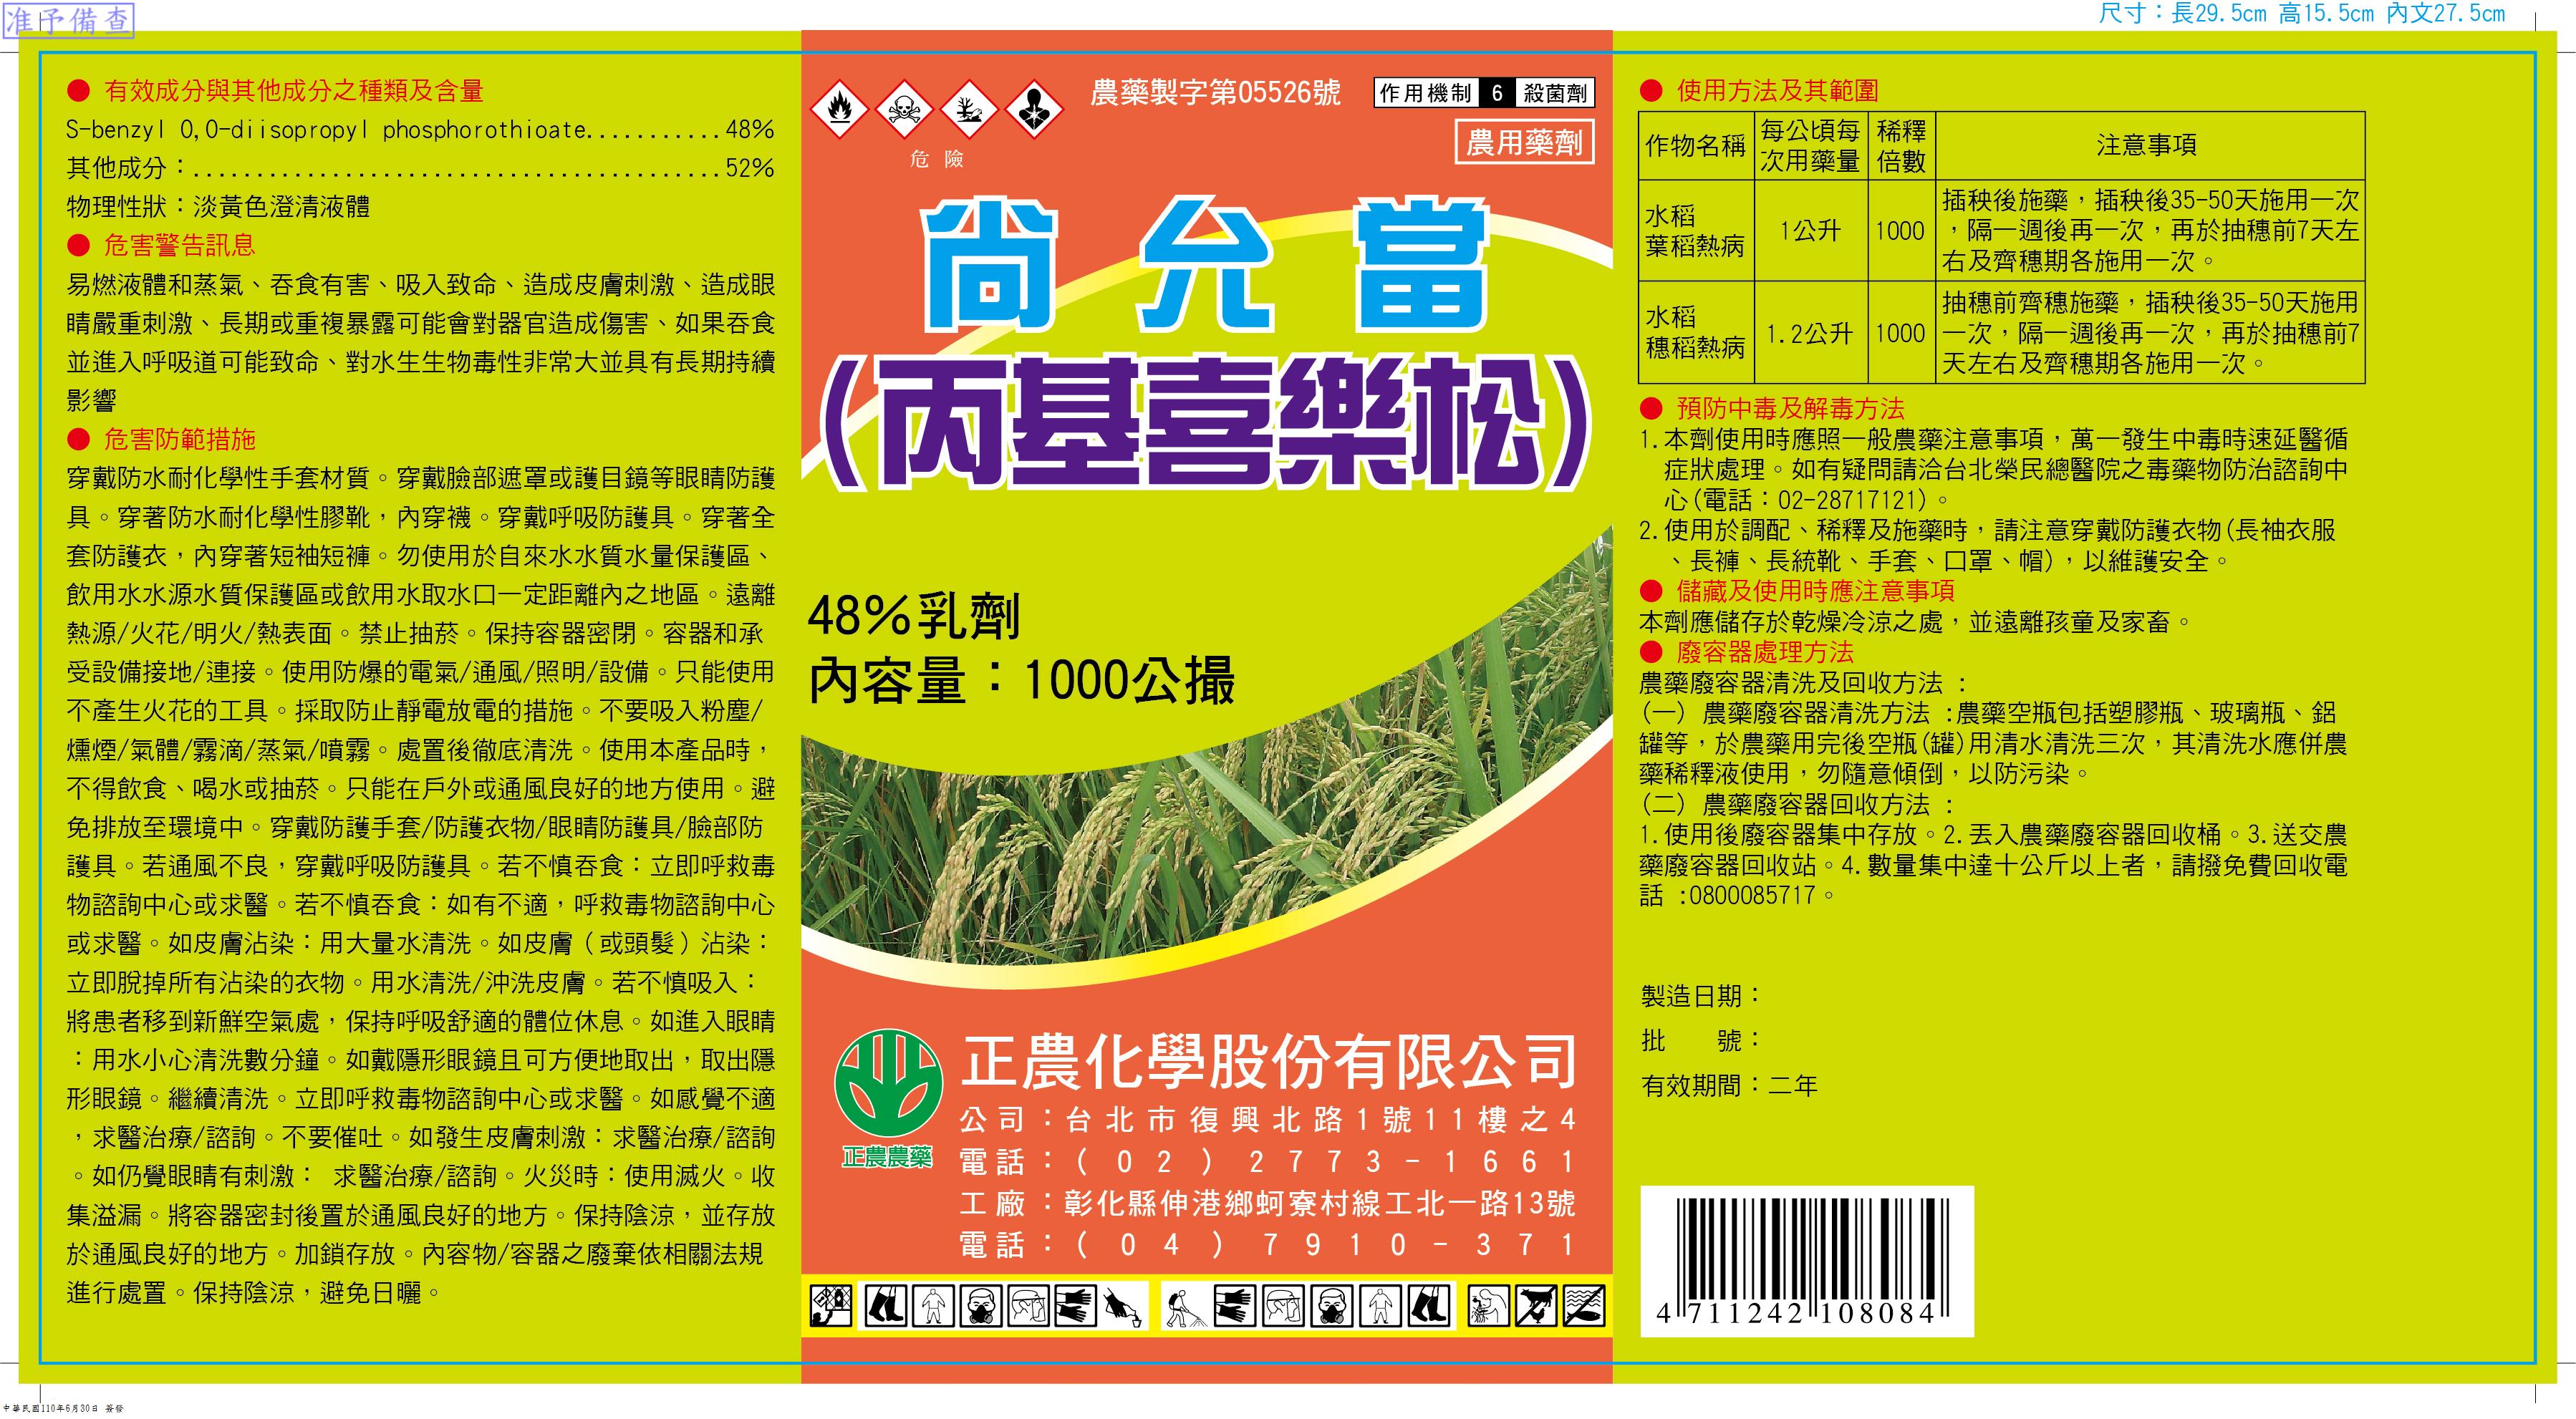 准予備查
尺寸：長29.5cm 高15.5cm 內文27.5cm
● 有效成分與其他成分之種類及含量
S-benzyl O,O-diisopropyl phosphorothioate...........48%
其他成分：..........................................52%
物理性狀：淡黃色澄清液體
● 危害警告訊息
易燃液體和蒸氣、吞食有害、吸入致命、造成皮膚刺激、造成眼
睛嚴重刺激、長期或重複暴露可能會對器官造成傷害、如果吞食
並進入呼吸道可能致命、對水生生物毒性非常大並具有長期持續
影響
● 危害防範措施
穿戴防水耐化學性手套材質。穿戴臉部遮罩或護目鏡等眼睛防護
具。穿著防水耐化學性膠靴，內穿襪。穿戴呼吸防護具。穿著全
套防護衣，內穿著短袖短褲。勿使用於自來水水質水量保護區、
飲用水水源水質保護區或飲用水取水口一定距離內之地區。遠離
熱源/火花/明火/熱表面。禁止抽菸。保持容器密閉。容器和承
受設備接地/連接。使用防爆的電氣/通風/照明/設備。只能使用
不產生火花的工具。採取防止靜電放電的措施。不要吸入粉塵/
燻煙/氣體/霧滴/蒸氣/噴霧。處置後徹底清洗。使用本產品時，
不得飲食、喝水或抽菸。只能在戶外或通風良好的地方使用。避
免排放至環境中。穿戴防護手套/防護衣物/眼睛防護具/臉部防
護具。若通風不良，穿戴呼吸防護具。若不慎吞食：立即呼救毒
物諮詢中心或求醫。若不慎吞食：如有不適，呼救毒物諮詢中心
或求醫。如皮膚沾染：用大量水清洗。如皮膚（或頭髮）沾染：
立即脫掉所有沾染的衣物。用水清洗/沖洗皮膚。若不慎吸入：
將患者移到新鮮空氣處，保持呼吸舒適的體位休息。如進入眼睛
：用水小心清洗數分鐘。如戴隱形眼鏡且可方便地取出，取出隱
形眼鏡。繼續清洗。立即呼救毒物諮詢中心或求醫。如感覺不適
，求醫治療/諮詢。不要催吐。如發生皮膚刺激：求醫治療/諮詢
。如仍覺眼睛有刺激： 求醫治療/諮詢。火災時：使用滅火。收
集溢漏。將容器密封後置於通風良好的地方。保持陰涼，並存放
於通風良好的地方。加鎖存放。內容物/容器之廢棄依相關法規
進行處置。保持陰涼，避免日曬。
農藥製字第05526號
作用機制 6 殺菌劑
農用藥劑
危險
尚允當
(丙基喜樂松)
48%乳劑
內容量：1000公撮
正農農藥
正農化學股份有限公司
公司：台北市復興北路1號11樓之4
電話：(02)2773-1661
工廠：彰化縣伸港鄉蚵寮村線工北一路13號
電話：(04)7910-371
● 使用方法及其範圍
作物名稱 每公頃每次用藥量 稀釋倍數 注意事項
水稻 葉稻熱病 1公升 1000 插秧後施藥，插秧後35-50天施用一次
，隔一週後再一次，再於抽穗前7天左
右及齊穗期各施用一次。
水稻 穗稻熱病 1.2公升 1000 抽穗前齊穗施藥，插秧後35-50天施用
一次，隔一週後再一次，再於抽穗前7
天左右及齊穗期各施用一次。
● 預防中毒及解毒方法
1.本劑使用時應照一般農藥注意事項，萬一發生中毒時速延醫循
症狀處理。如有疑問請洽台北榮民總醫院之毒藥物防治諮詢中
心(電話：02-28717121)。
2.使用於調配、稀釋及施藥時，請注意穿戴防護衣物(長袖衣服
、長褲、長統靴、手套、口罩、帽)，以維護安全。
● 儲藏及使用時應注意事項
本劑應儲存於乾燥冷涼之處，並遠離孩童及家畜。
● 廢容器處理方法
農藥廢容器清洗及回收方法 :
(一) 農藥廢容器清洗方法 :農藥空瓶包括塑膠瓶、玻璃瓶、鋁
罐等，於農藥用完後空瓶(罐)用清水清洗三次，其清洗水應併農
藥稀釋液使用，勿隨意傾倒，以防污染。
(二) 農藥廢容器回收方法 :
1.使用後廢容器集中存放。2.丟入農藥廢容器回收桶。3.送交農
藥廢容器回收站。4.數量集中達十公斤以上者，請撥免費回收電
話 :0800085717。
製造日期：
批　　號：
有效期間：二年
4 711242 108084
中華民國110年6月30日 簽發